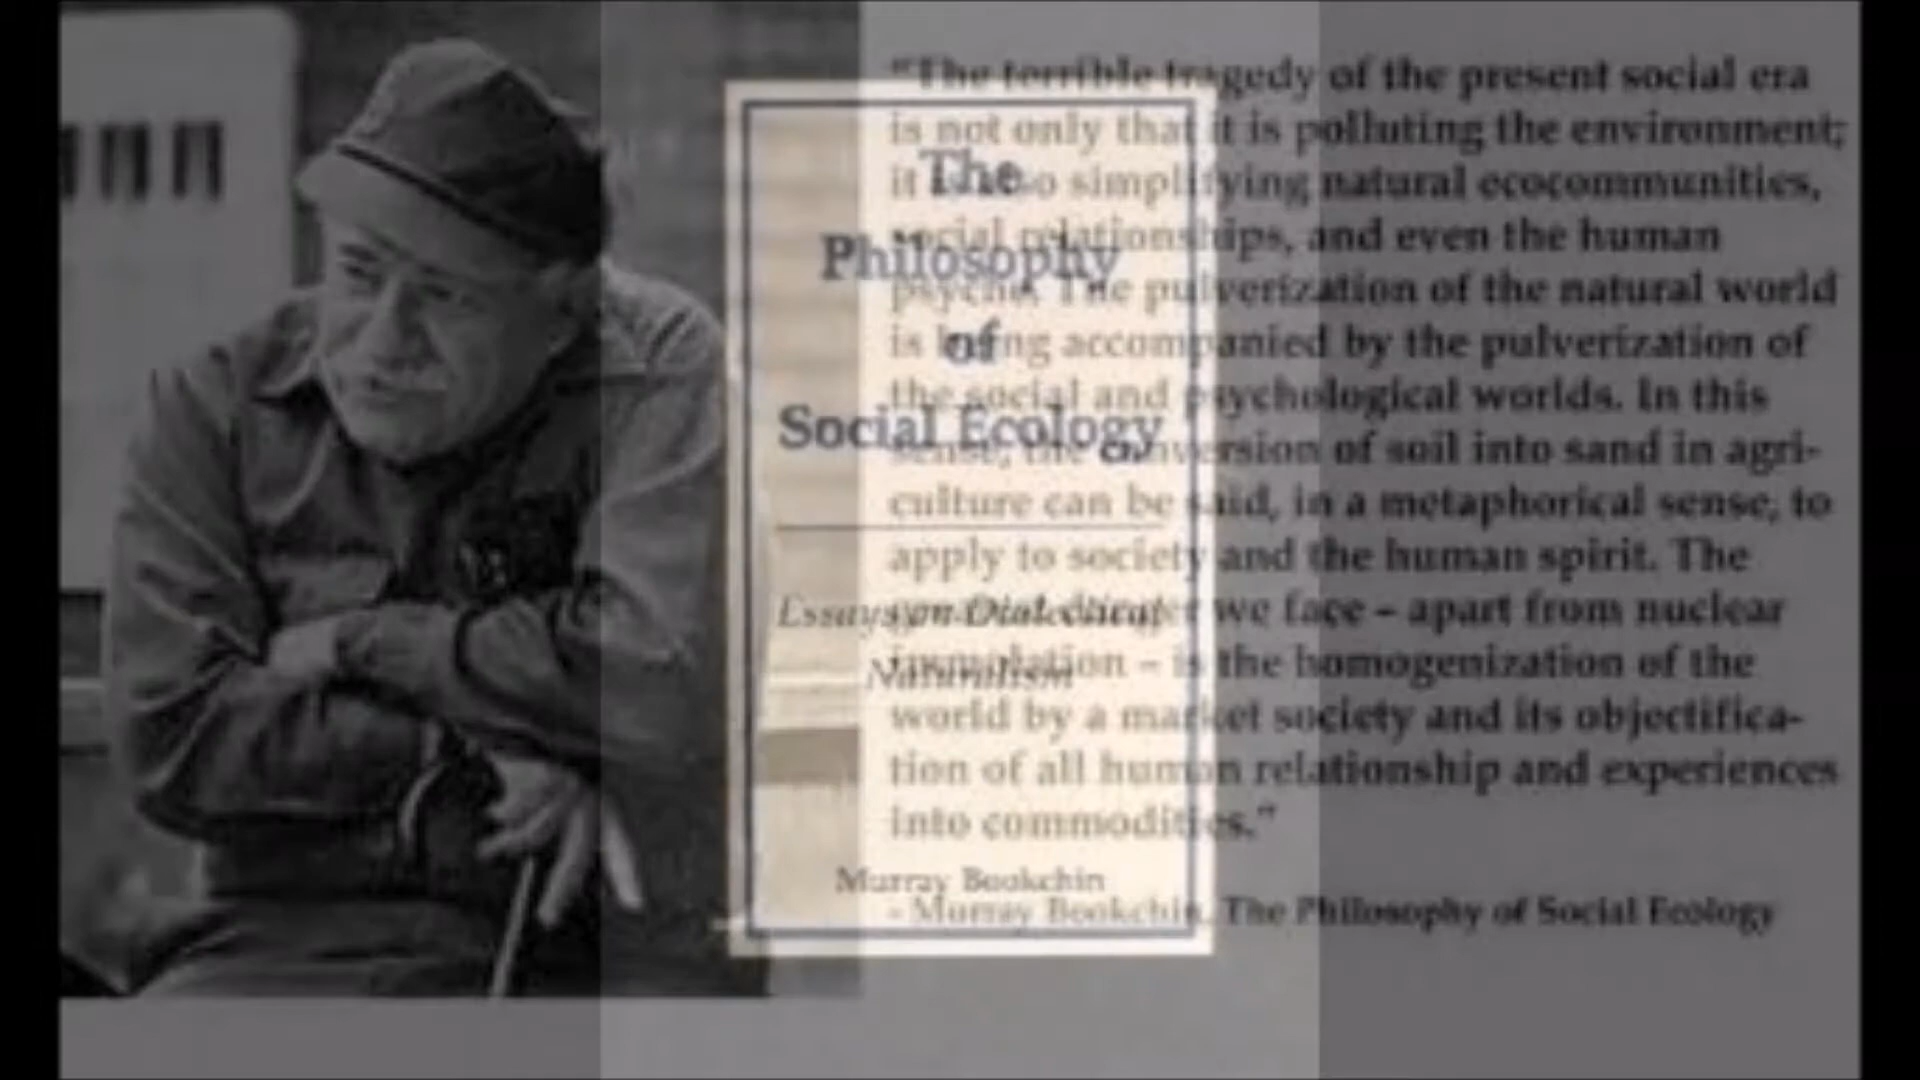 The
Philosophy
of
Social Ecology
Essays on Dialectical
Naturalism
Murray Bookchin
“The terrible tragedy of the present social era
is not only that it is polluting the environment;
it simplifying natural ecocommunities,
social relationships, and even the human
psyche. The pulverization of the natural world
is being accompanied by the pulverization of
the social and psychological worlds. In this
sense, the conversion of soil into sand in agri-
culture can be said, in a metaphorical sense, to
apply to society and the human spirit. The
we face – apart from nuclear
immolation – is the homogenization of the
world by a market society and its objectifica-
tion of all human relationship and experiences
into commodities.”
- Murray Bookchin, The Philosophy of Social Ecology